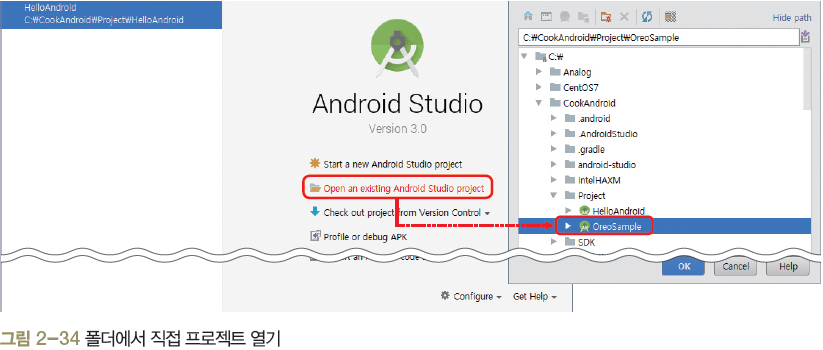 HelloAndroid
C:₩CookAndroid₩Project₩HelloAndroid
Android Studio
Version 3.0
Start a new Android Studio project
Open an existing Android Studio project
Check out project from Version Control
Profile or debug APK
Configure
Get Help
Hide path
C:₩CookAndroid₩Project₩OreoSample
C:₩
Analog
CentOS7
CookAndroid
.android
.AndroidStudio
.gradle
android-studio
IntelHAXM
Project
HelloAndroid
OreoSample
SDK
OK
Cancel
Help
그림 2-34 폴더에서 직접 프로젝트 열기